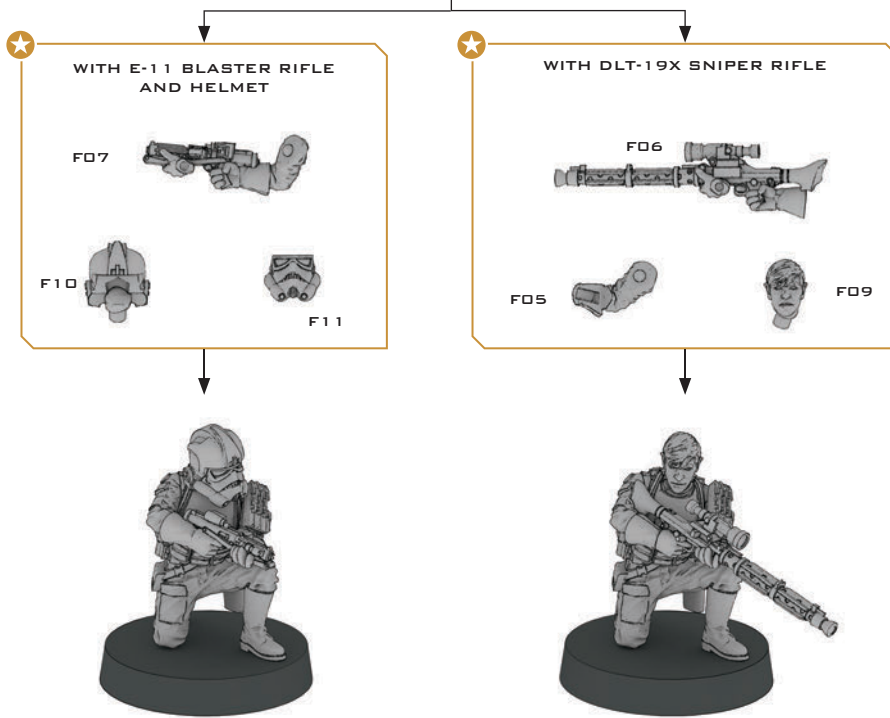 WITH E-11 BLASTER RIFLE
AND HELMET
F07
F10
F11
WITH DLT-19X SNIPER RIFLE
F06
F05
F09